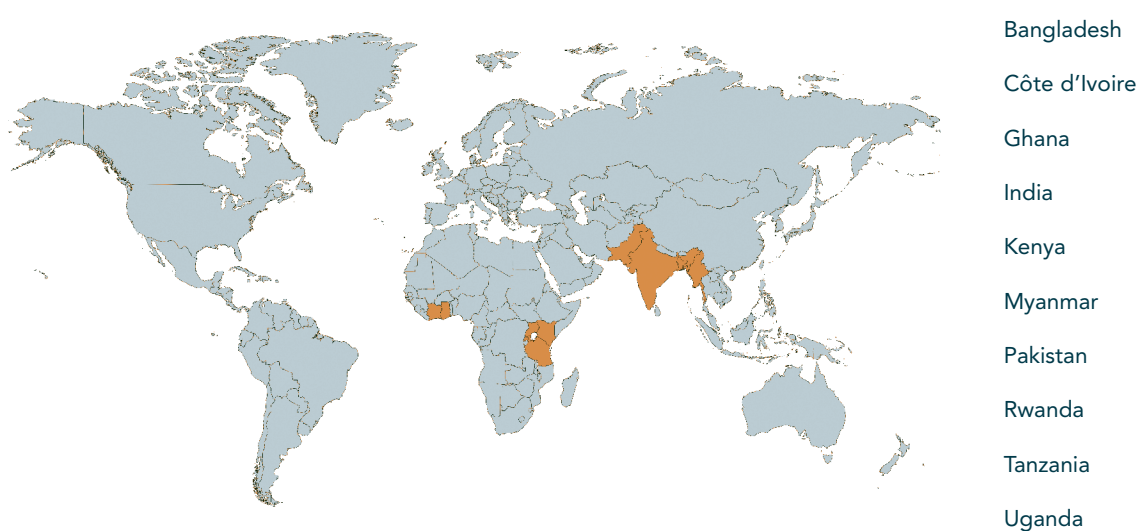 Bangladesh
Côte d’Ivoire
Ghana
India
Kenya
Myanmar
Pakistan
Rwanda
Tanzania
Uganda